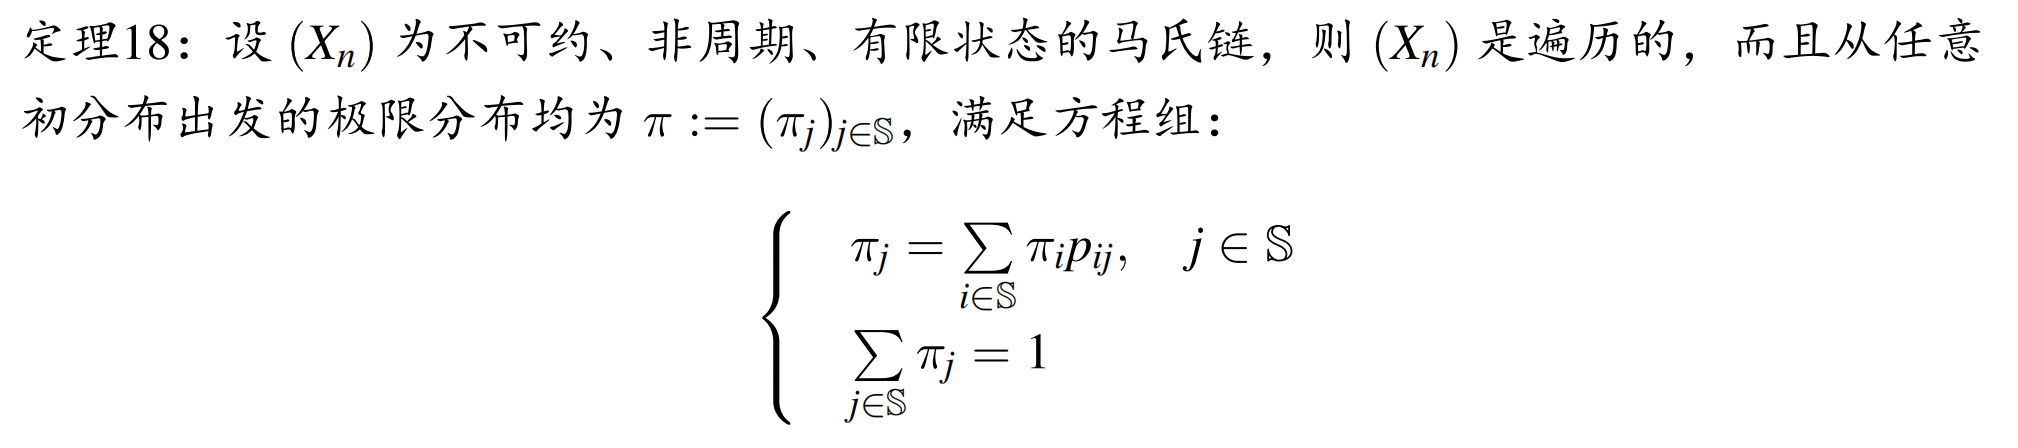 定理18：设 (Xₙ) 为不可约、非周期、有限状态的马氏链，则 (Xₙ) 是遍历的，而且从任意
初分布出发的极限分布均为 π := (πⱼ)ⱼ∈𝕊，满足方程组：
πⱼ = ∑_{i∈𝕊} πᵢpᵢⱼ, j ∈ 𝕊
∑_{j∈𝕊} πⱼ = 1